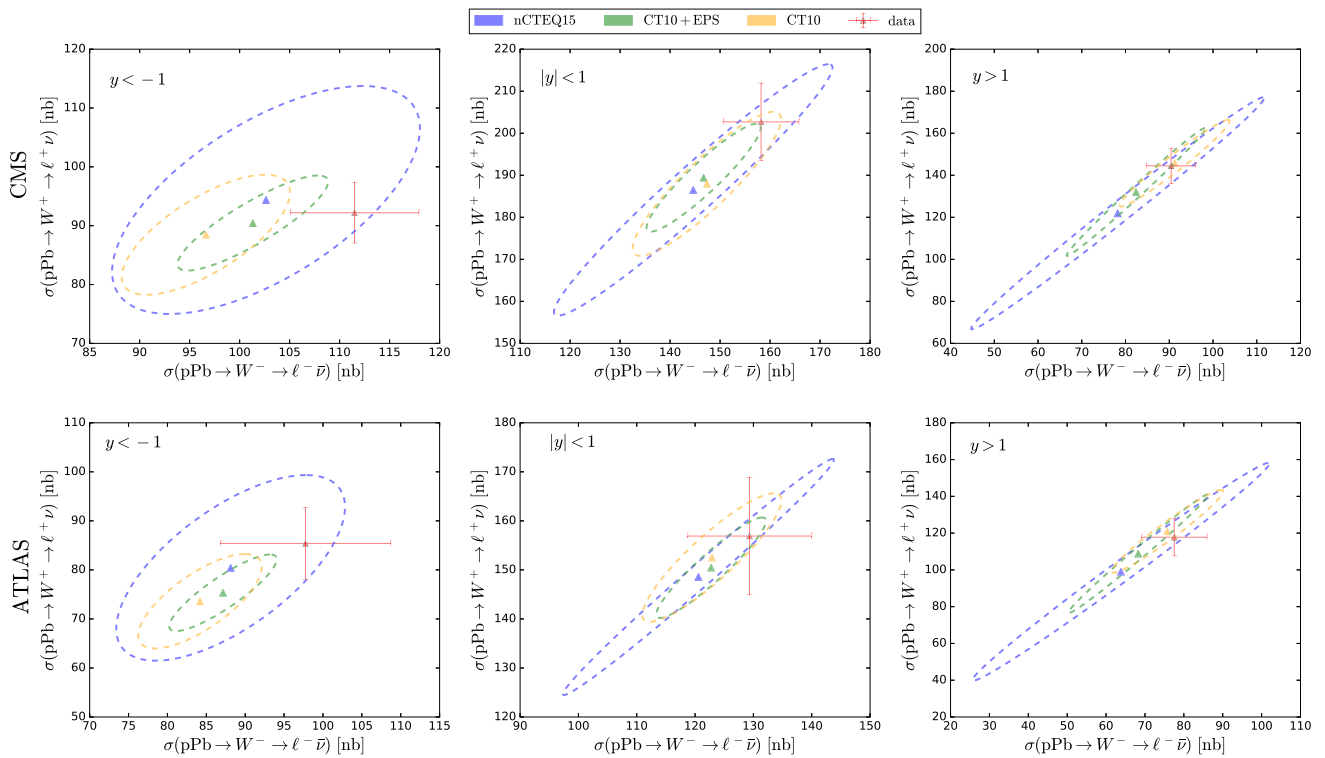 nCTEQ15 CT10+EPS CT10 data
CMS
σ(pPb→W⁺→ℓ⁺ν) [nb]
120
110
100
90
80
70
y<−1
85 90 95 100 105 110 115 120
σ(pPb→W⁻→ℓ⁻ν̄) [nb]
σ(pPb→W⁺→ℓ⁺ν) [nb]
220
210
200
190
180
170
160
150
|y|<1
110 120 130 140 150 160 170 180
σ(pPb→W⁻→ℓ⁻ν̄) [nb]
σ(pPb→W⁺→ℓ⁺ν) [nb]
200
180
160
140
120
100
80
60
y>1
40 50 60 70 80 90 100 110 120
σ(pPb→W⁻→ℓ⁻ν̄) [nb]
ATLAS
σ(pPb→W⁺→ℓ⁺ν) [nb]
110
100
90
80
70
60
50
y<−1
70 75 80 85 90 95 100 105 110 115
σ(pPb→W⁻→ℓ⁻ν̄) [nb]
σ(pPb→W⁺→ℓ⁺ν) [nb]
180
170
160
150
140
130
120
|y|<1
90 100 110 120 130 140 150
σ(pPb→W⁻→ℓ⁻ν̄) [nb]
σ(pPb→W⁺→ℓ⁺ν) [nb]
180
160
140
120
100
80
60
40
20
y>1
20 30 40 50 60 70 80 90 100 110
σ(pPb→W⁻→ℓ⁻ν̄) [nb]